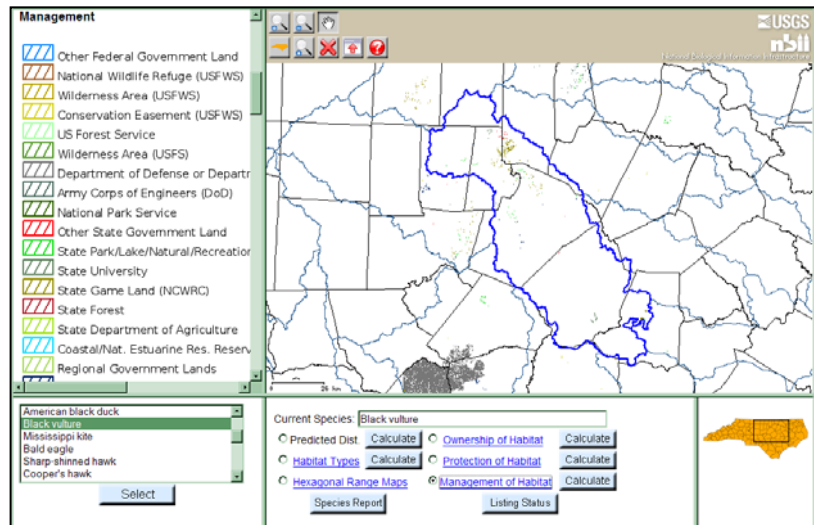 Management
Other Federal Government Land
National Wildlife Refuge (USFWS)
Wilderness Area (USFWS)
Conservation Easement (USFWS)
US Forest Service
Wilderness Area (USFS)
Department of Defense or Departr
Army Corps of Engineers (DoD)
National Park Service
Other State Government Land
State Park/Lake/Natural/Recreation
State University
State Game Land (NCWRC)
State Forest
State Department of Agriculture
Coastal/Nat. Estuarine Res. Reserv
Regional Government Lands
USGS
nbii
National Biological Information Infrastructure
0 25 km
American black duck
Black vulture
Mississippi kite
Bald eagle
Sharp-shinned hawk
Cooper's hawk
Select
Current Species: Black vulture
Predicted Dist. Calculate Ownership of Habitat Calculate
Habitat Types Calculate Protection of Habitat Calculate
Hexagonal Range Maps Management of Habitat Calculate
Species Report Listing Status